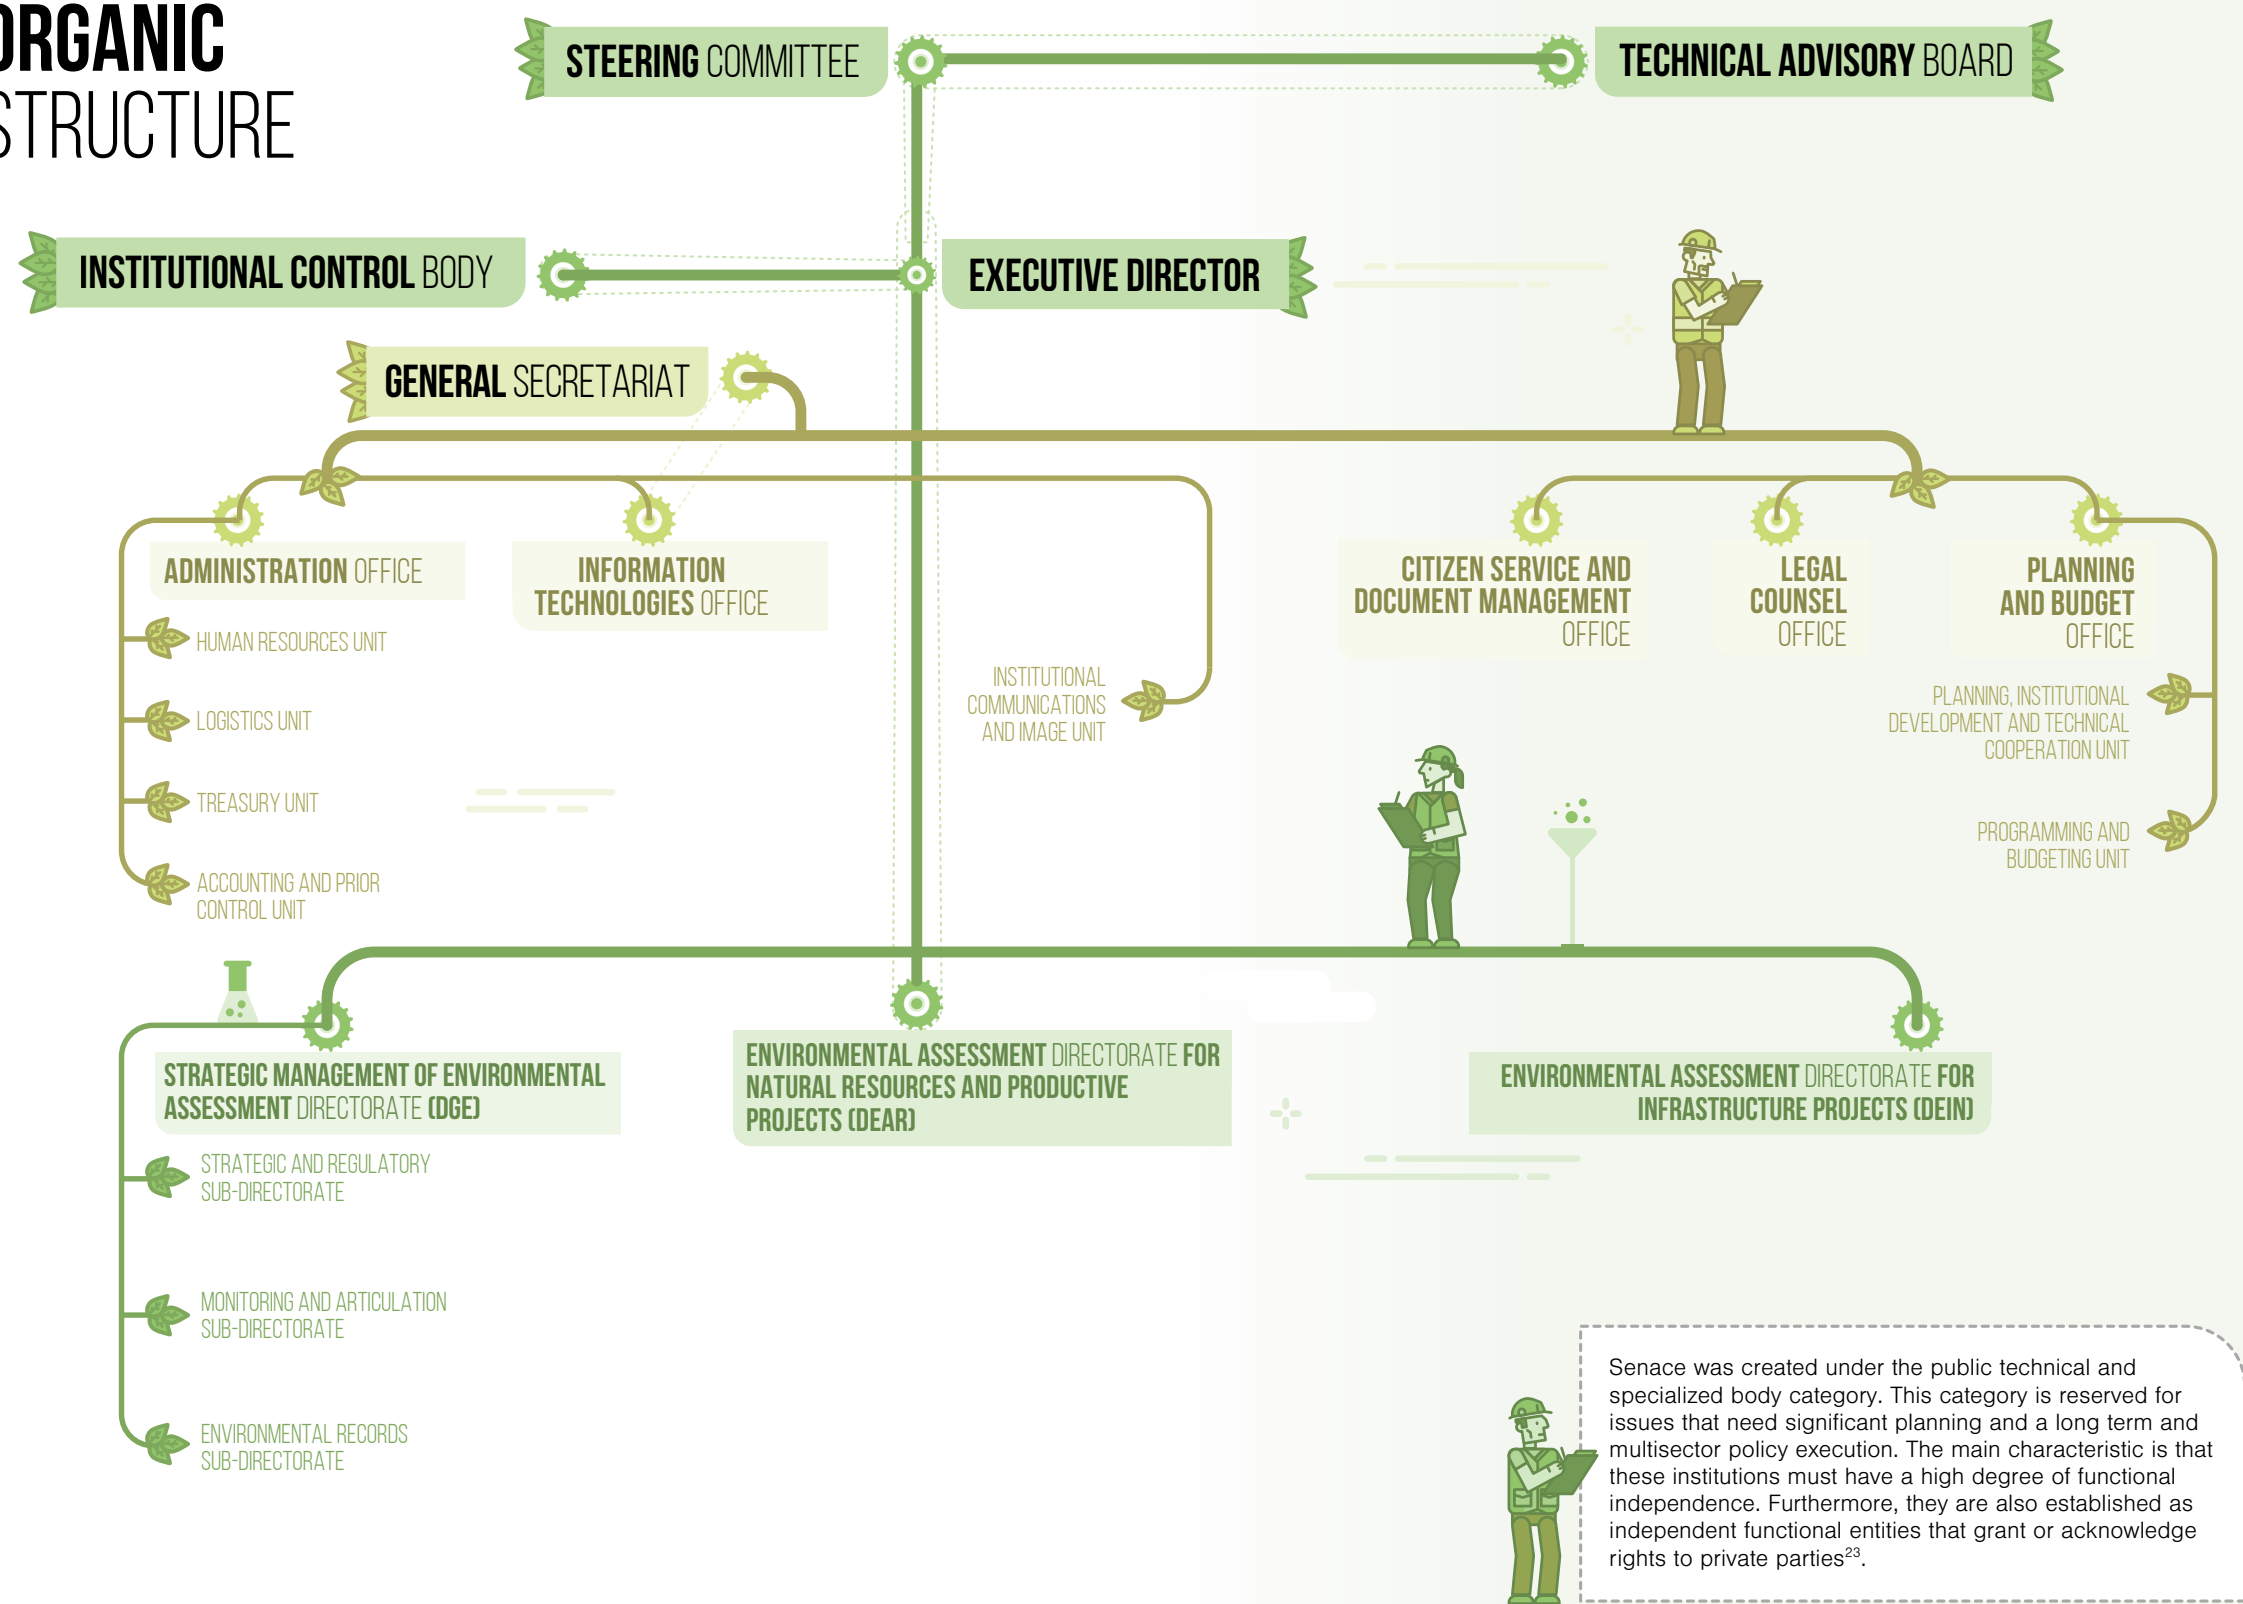 ORGANIC
STRUCTURE
STEERING COMMITTEE
TECHNICAL ADVISORY BOARD
INSTITUTIONAL CONTROL BODY
EXECUTIVE DIRECTOR
GENERAL SECRETARIAT
ADMINISTRATION OFFICE
HUMAN RESOURCES UNIT
LOGISTICS UNIT
TREASURY UNIT
ACCOUNTING AND PRIOR
CONTROL UNIT
INFORMATION
TECHNOLOGIES OFFICE
INSTITUTIONAL
COMMUNICATIONS
AND IMAGE UNIT
CITIZEN SERVICE AND
DOCUMENT MANAGEMENT
OFFICE
LEGAL
COUNSEL
OFFICE
PLANNING
AND BUDGET
OFFICE
PLANNING, INSTITUTIONAL
DEVELOPMENT AND TECHNICAL
COOPERATION UNIT
PROGRAMMING AND
BUDGETING UNIT
STRATEGIC MANAGEMENT OF ENVIRONMENTAL
ASSESSMENT DIRECTORATE (DGE)
STRATEGIC AND REGULATORY
SUB-DIRECTORATE
MONITORING AND ARTICULATION
SUB-DIRECTORATE
ENVIRONMENTAL RECORDS
SUB-DIRECTORATE
ENVIRONMENTAL ASSESSMENT DIRECTORATE FOR
NATURAL RESOURCES AND PRODUCTIVE
PROJECTS (DEAR)
ENVIRONMENTAL ASSESSMENT DIRECTORATE FOR
INFRASTRUCTURE PROJECTS (DEIN)
Senace was created under the public technical and
specialized body category. This category is reserved for
issues that need significant planning and a long term and
multisector policy execution. The main characteristic is that
these institutions must have a high degree of functional
independence. Furthermore, they are also established as
independent functional entities that grant or acknowledge
rights to private parties23.